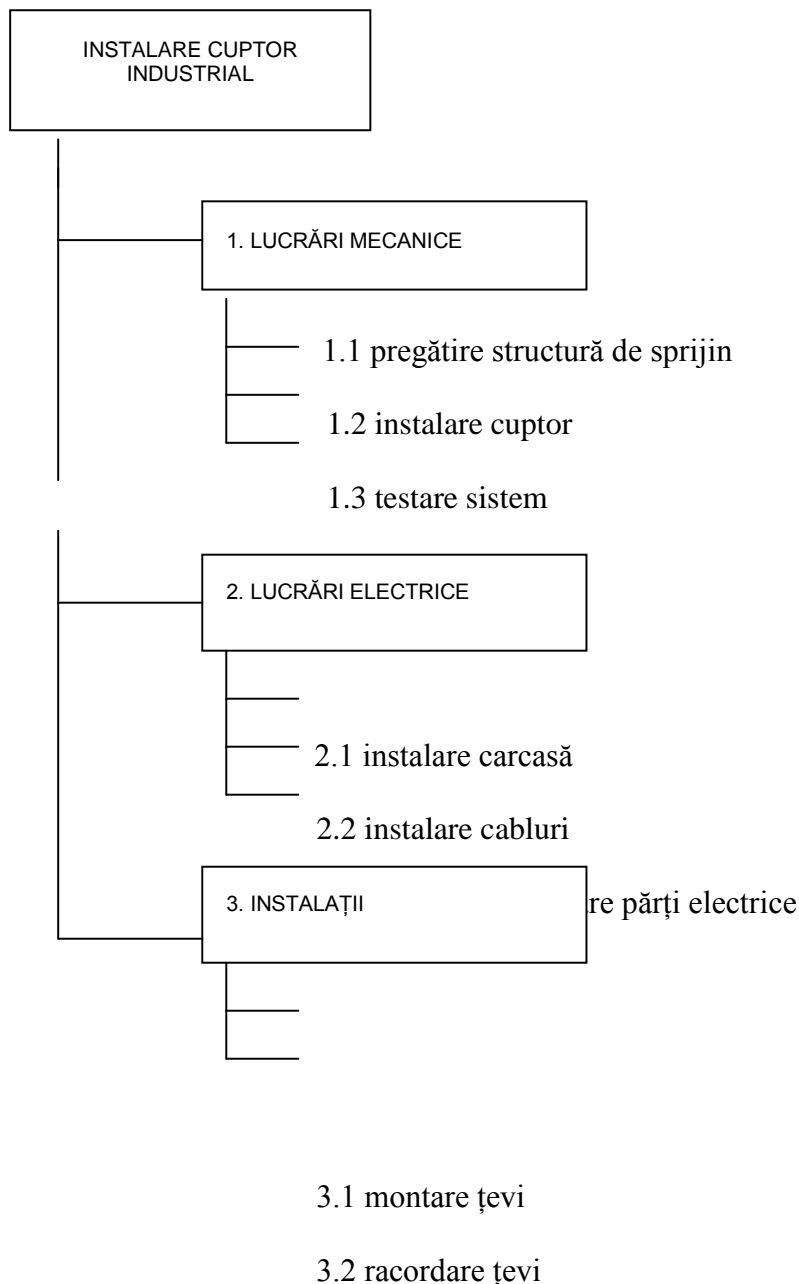 INSTALARE CUPTOR
INDUSTRIAL
1. LUCRĂRI MECANICE
1.1 pregătire structură de sprijin
1.2 instalare cuptor
1.3 testare sistem
2. LUCRĂRI ELECTRICE
2.1 instalare carcasă
2.2 instalare cabluri
părți electrice
3. INSTALAȚII
3.1 montare țevi
3.2 racordare țevi